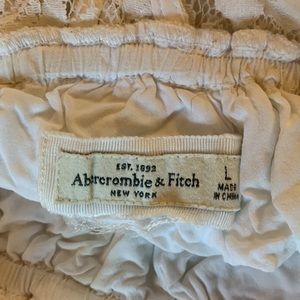 EST. 1892
Abercrombie & Fitch
NEW YORK
L
MADE
IN CHINA